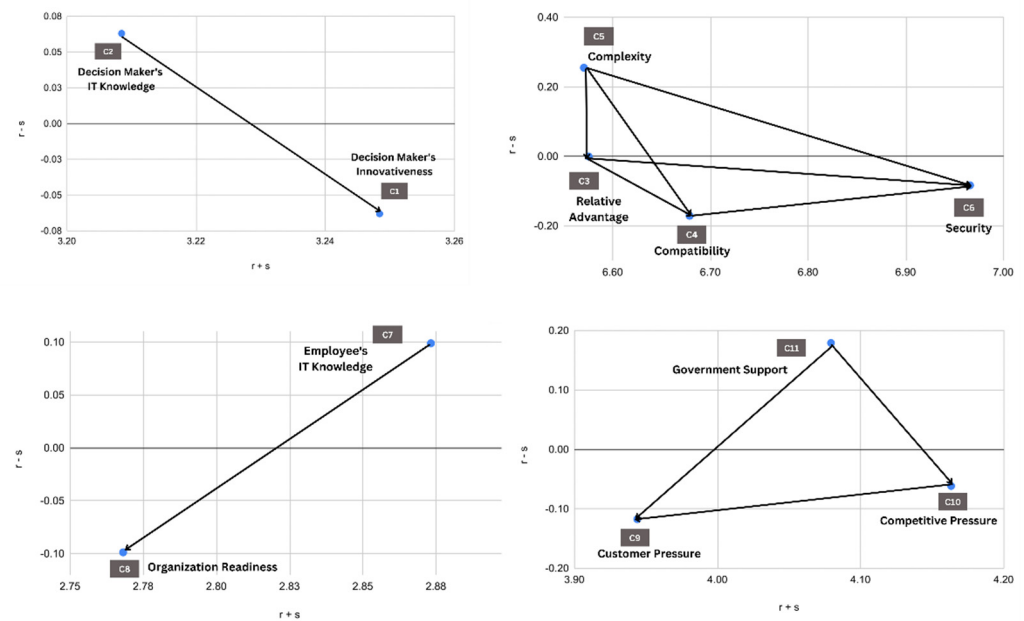 0.08
0.05
0.03
0.00
-0.03
-0.05
-0.08
r - s
C2
Decision Maker's
IT Knowledge
Decision Maker's
Innovativeness
C1
3.20
3.22
3.24
3.26
r + s
0.40
0.20
0.00
-0.20
r - s
C5
Complexity
C3
Relative
Advantage
C4
Compatibility
C6
Security
6.60
6.70
6.80
6.90
7.00
0.10
0.05
0.00
-0.05
-0.10
r - s
C7
Employee's
IT Knowledge
C8
Organization Readiness
2.75
2.78
2.80
2.83
2.85
2.88
r + s
0.20
0.10
0.00
-0.10
-0.20
r - s
C11
Government Support
C10
Competitive Pressure
C9
Customer Pressure
3.90
4.00
4.10
4.20
r + s